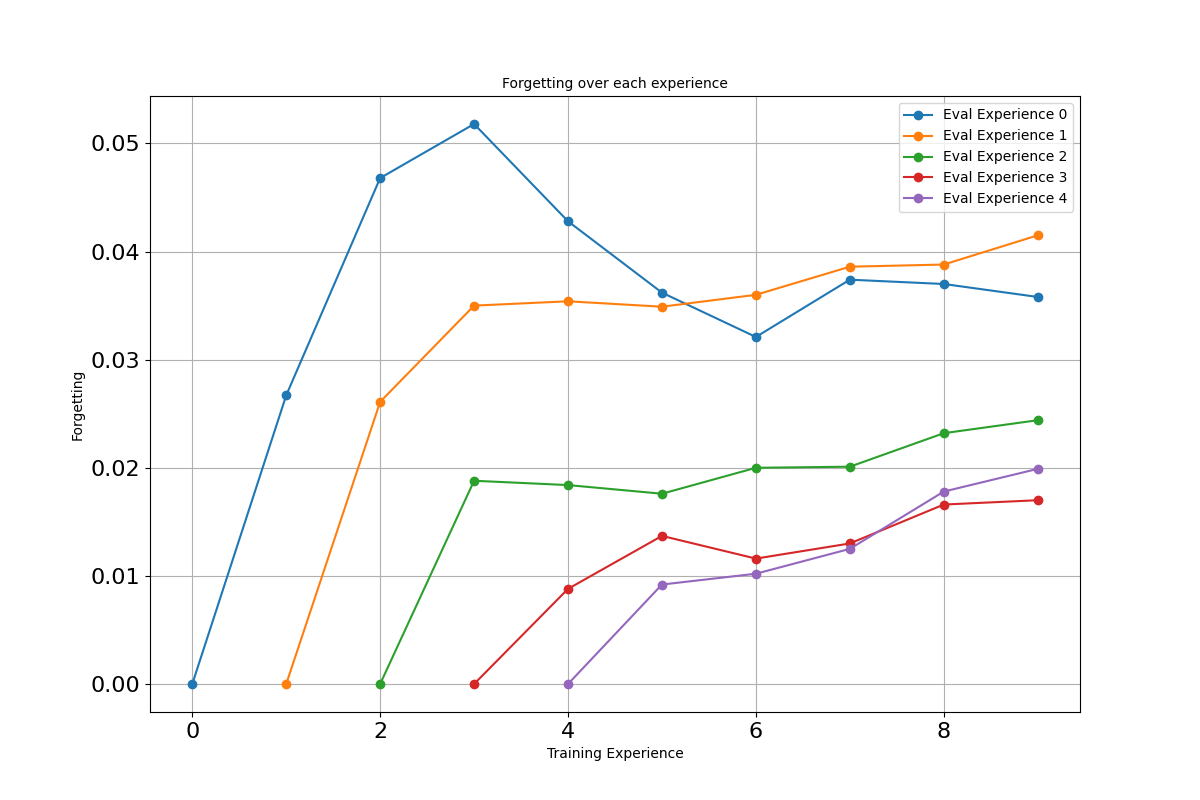 Forgetting over each experience
Eval Experience 0
Eval Experience 1
Eval Experience 2
Eval Experience 3
Eval Experience 4
0.05
0.04
0.03
0.02
0.01
0.00
Forgetting
0 2 4 6 8
Training Experience